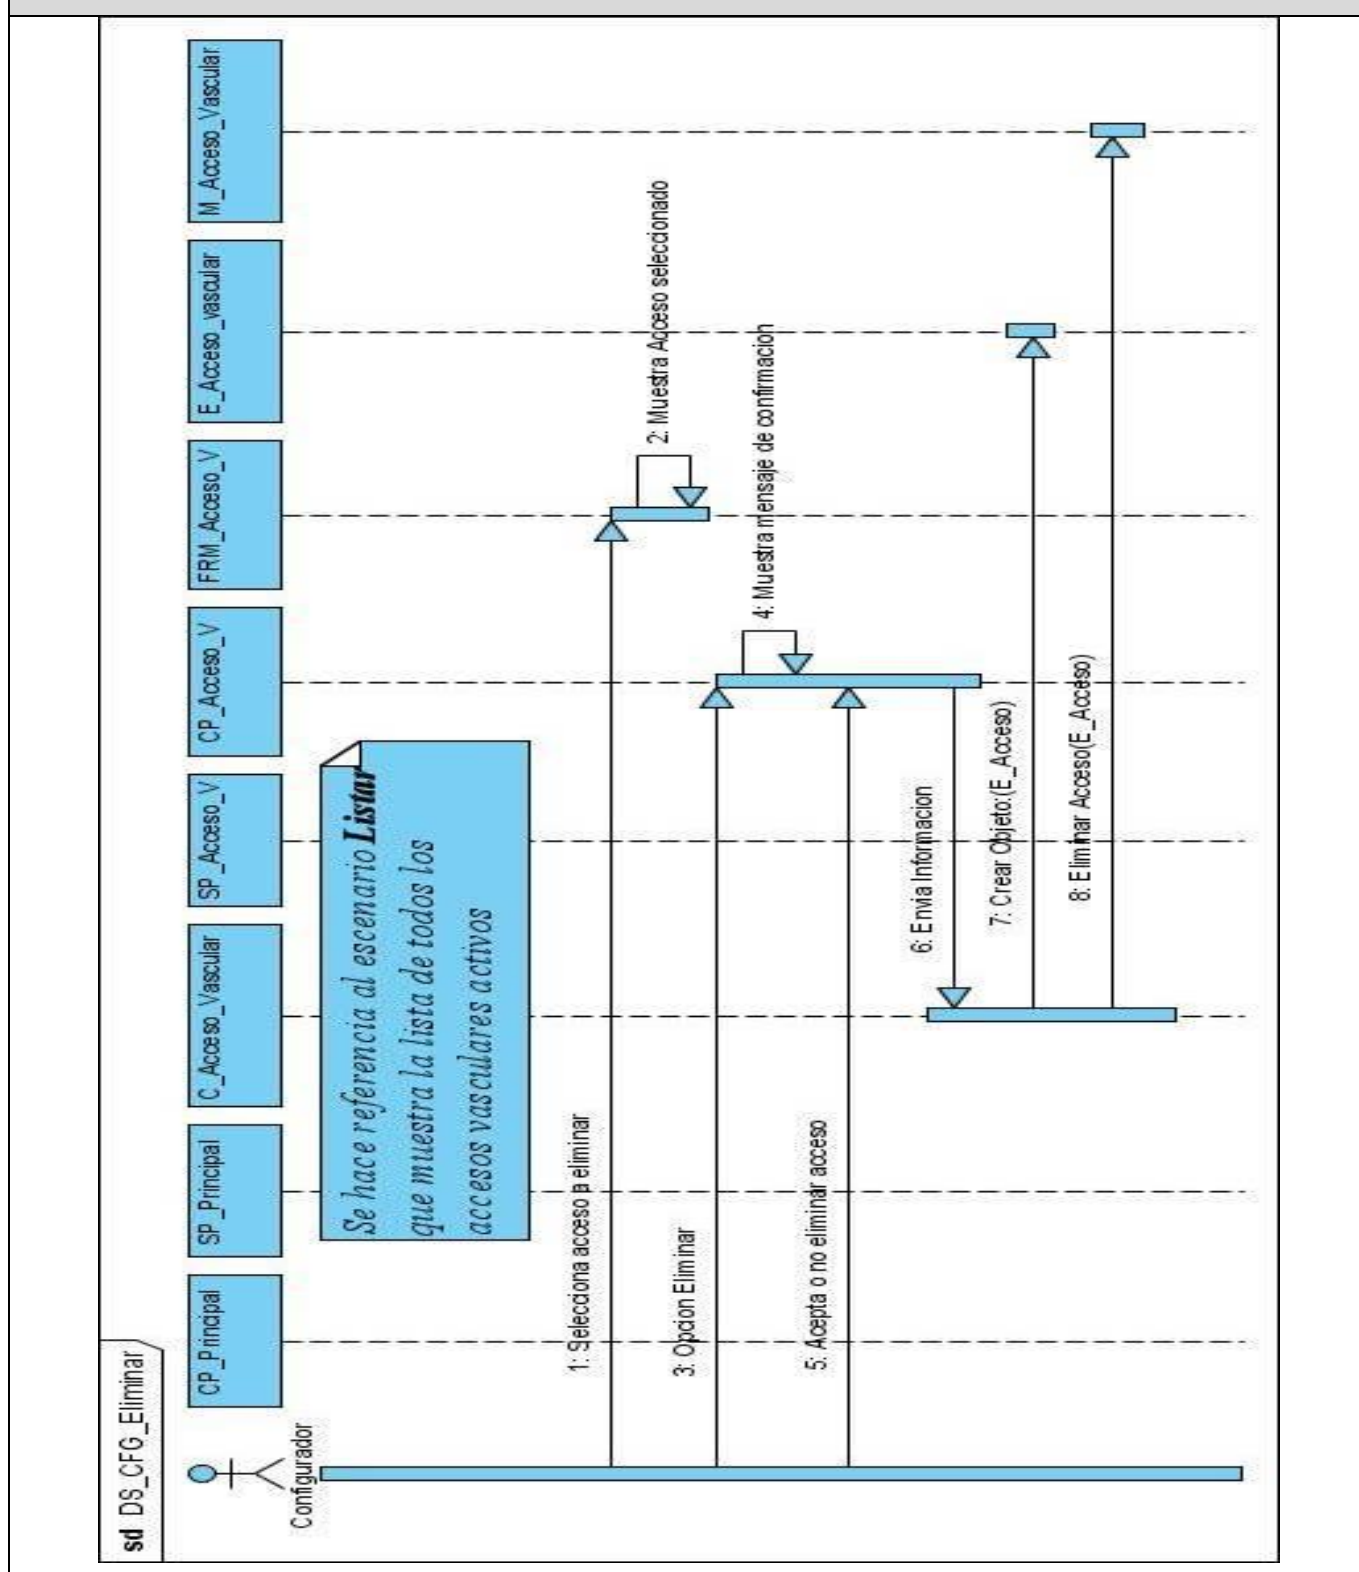 sd DS_CFG_Eliminar
Configurador
CP_Principal
SP_Principal
C_Acceso_Vascular
SP_Acceso_V
CP_Acceso_V
FRM_Acceso_V
E_Acceso_vascular
M_Acceso_Vascular
Se hace referencia al escenario Listar
que muestra la lista de todos los
accesos vasculares activos
1: Selecciona acceso a eliminar
2: Muestra Acceso seleccionado
3: Opcion Eliminar
4: Muestra mensaje de confirmacion
5: Acepta o no eliminar acceso
6: Envia Informacion
7: Crear Objeto:(E_Acceso)
8: Eliminar Acceso(E_Acceso)